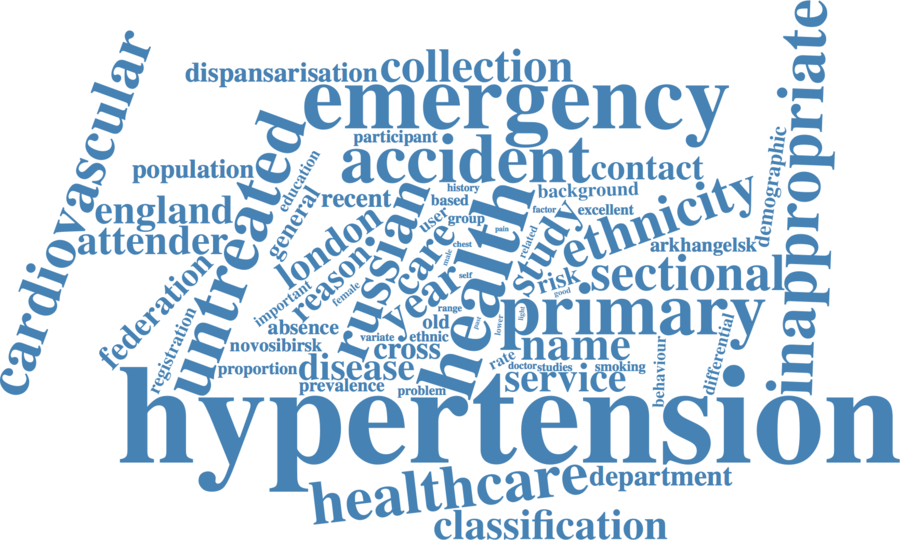 cardiovascular
inappropriate
dispansarisation
collection
emergency
participant
accident
contact
population
untreated
education
general
recent
history
based
background
england
attender
london
reason
russian
user
group
factor
excellent
pain
ethnicity
demographic
arkhangelsk
federation
registration
important
female
care
male
chest
year
self
health
related
study
risk
good
sectional
absence
novosibirsk
variate
old
ethnic
range
post
lower
light
primary
proportion
disease
cross
prevalence
problem
rate
name
doctor
studies
smoking
service
behaviour
differential
hypertension
healthcare
department
classification